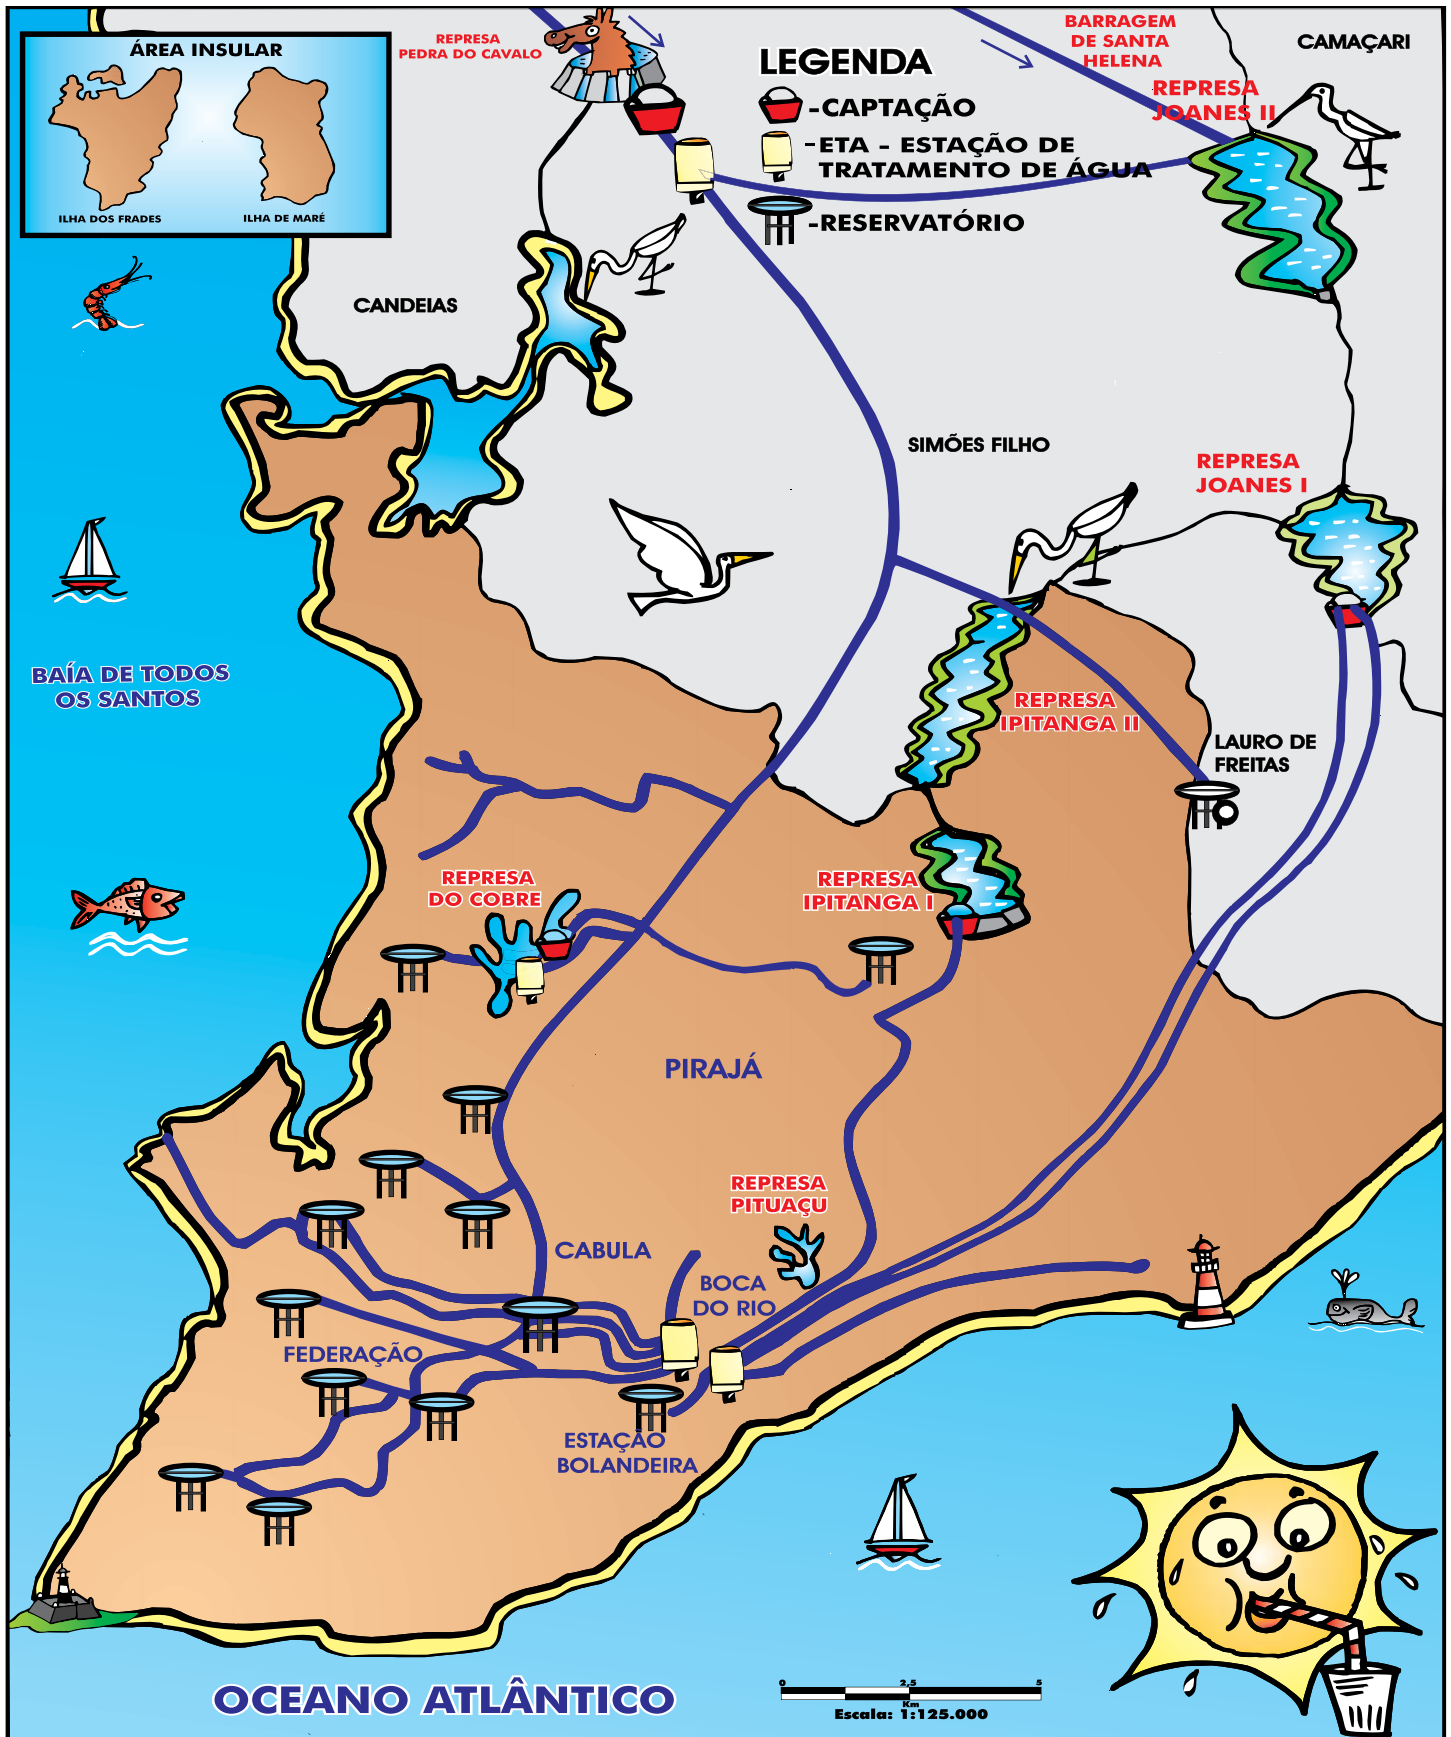 ÁREA INSULAR
ILHA DOS FRADES
ILHA DE MARÉ
REPRESA
PEDRA DO CAVALO
BARRAGEM
DE SANTA
HELENA
CAMAÇARI
LEGENDA
-CAPTAÇÃO
-ETA - ESTAÇÃO DE
TRATAMENTO DE ÁGUA
-RESERVATÓRIO
REPRESA
JOANES II
CANDEIAS
SIMÕES FILHO
REPRESA
JOANES I
BAÍA DE TODOS
OS SANTOS
REPRESA
IPITANGA II
LAURO DE
FREITAS
REPRESA
DO COBRE
REPRESA
IPITANGA I
PIRAJÁ
REPRESA
PITUAÇU
CABULA
BOCA
DO RIO
FEDERAÇÃO
ESTAÇÃO
BOLANDEIRA
OCEANO ATLÂNTICO
0 2,5 5
Km
Escala: 1:125.000